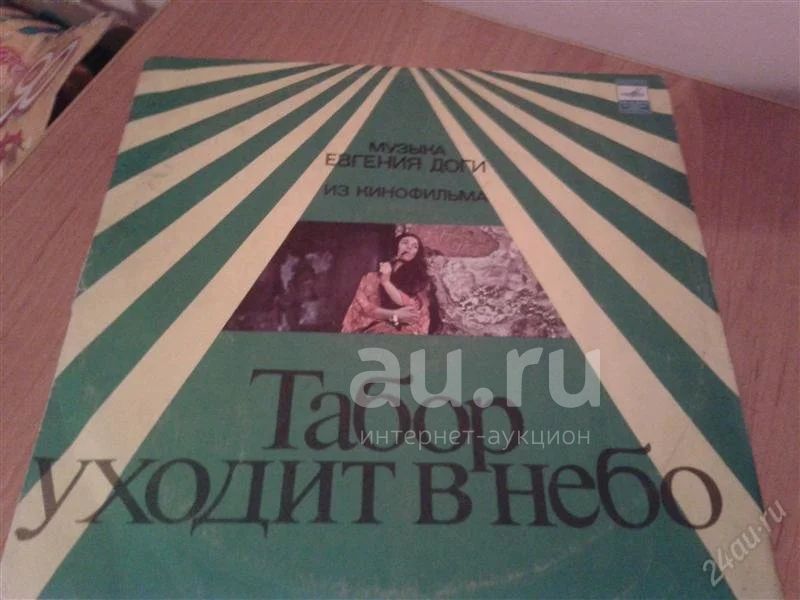 МУЗЫКА
ЕВГЕНИЯ ДОГИ
ИЗ КИНОФИЛЬМА
au.ru
интернет-аукцион
Табор
уходит в небо
24au.ru